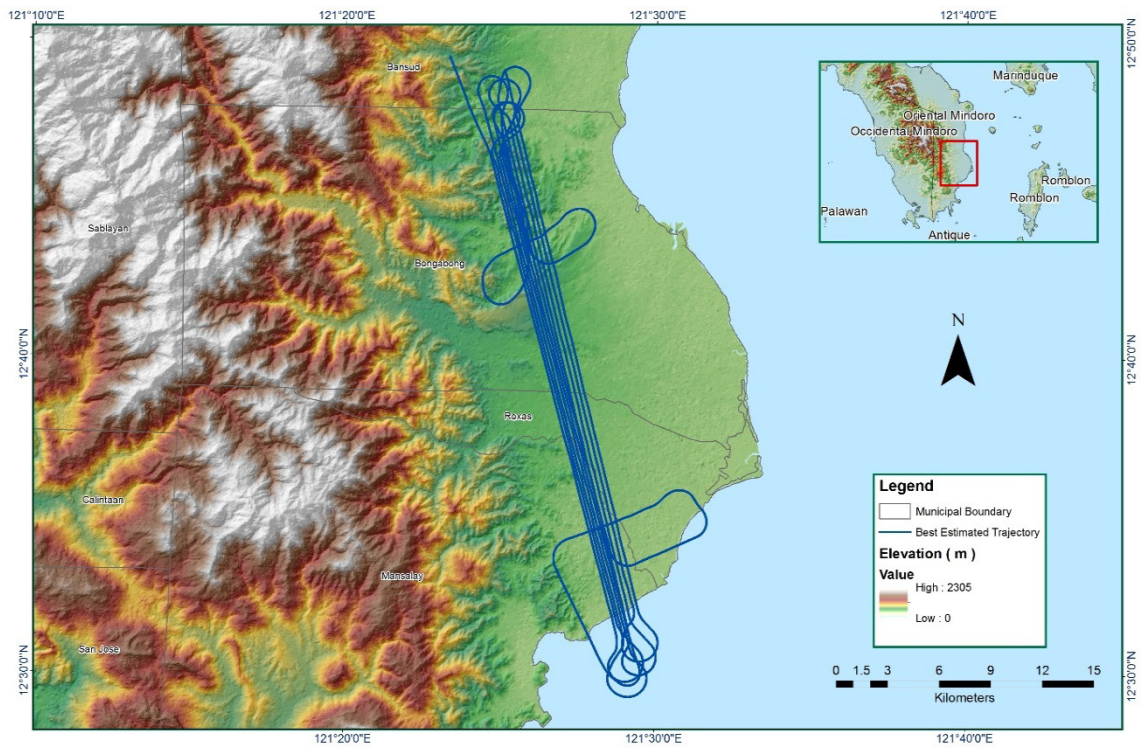 121°10'0"E
121°20'0"E
121°30'0"E
121°40'0"E
12°50'0"N
12°50'0"N
Bansud
Marinduque
Oriental Mindoro
Occidental Mindoro
Romblon
Romblon
Palawan
Antique
Sablayan
Bongabong
N
12°40'0"N
12°40'0"N
Roxas
Calintaan
Mansalay
San Jose
Legend
Municipal Boundary
Best Estimated Trajectory
Elevation ( m )
Value
High : 2305
Low : 0
12°30'0"N
12°30'0"N
0 1.5 3 6 9 12 15
Kilometers
121°20'0"E
121°30'0"E
121°40'0"E